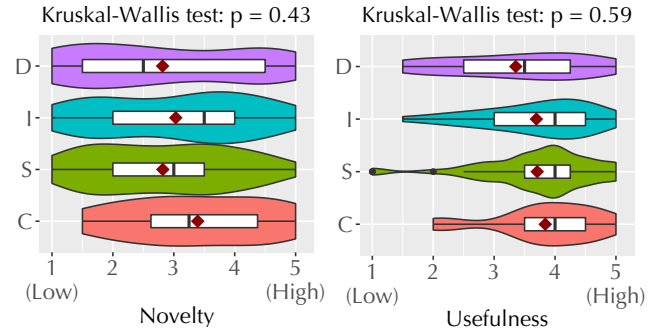 Kruskal-Wallis test: p = 0.43
D
I
S
C
1 2 3 4 5
(Low) (High)
Novelty
Kruskal-Wallis test: p = 0.59
D
I
S
C
1 2 3 4 5
(Low) (High)
Usefulness